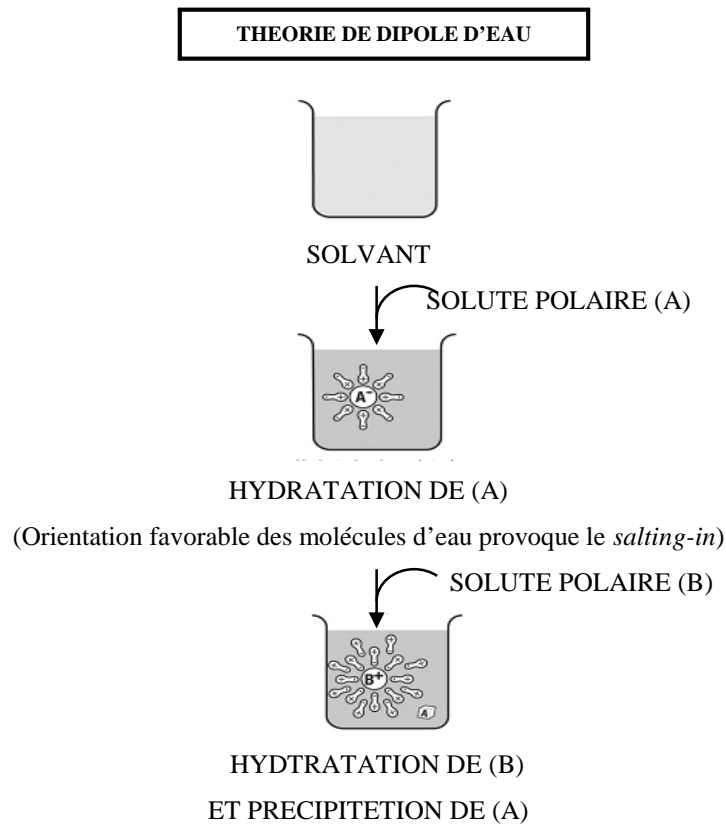 THEORIE DE DIPOLE D'EAU
SOLVANT
SOLUTE POLAIRE (A)
A⁻
HYDRATATION DE (A)
(Orientation favorable des molécules d'eau provoque le salting-in)
SOLUTE POLAIRE (B)
B⁺
A
HYDTRATATION DE (B)
ET PRECIPITETION DE (A)